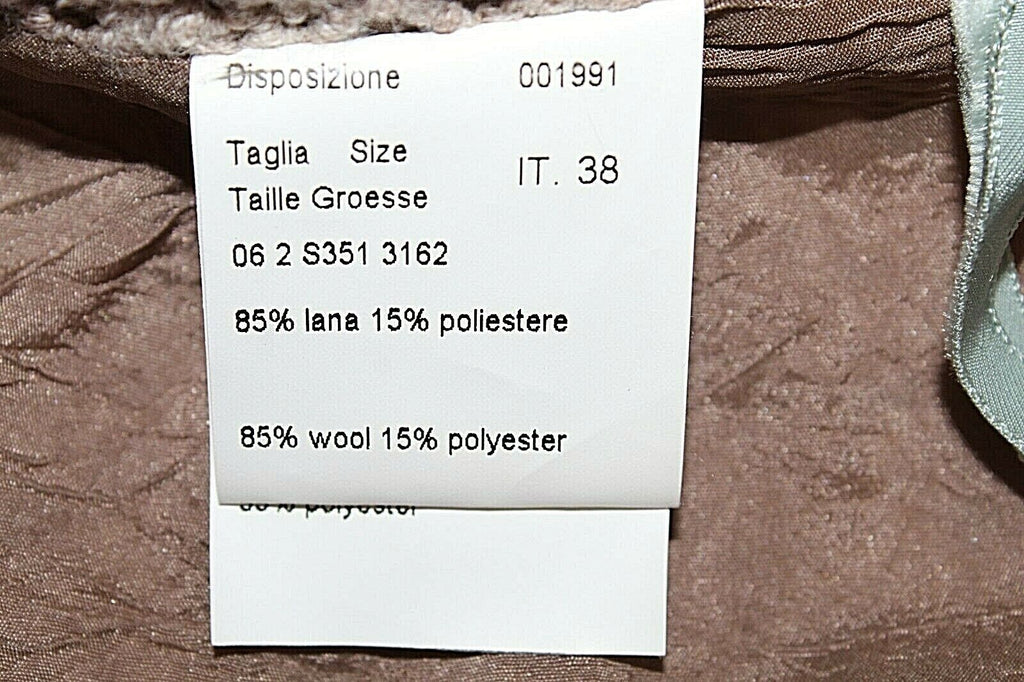 Disposizione 001991
Taglia Size
IT. 38
Taille Groesse
06 2 S351 3162
85% lana 15% poliestere
85% wool 15% polyester
polyester